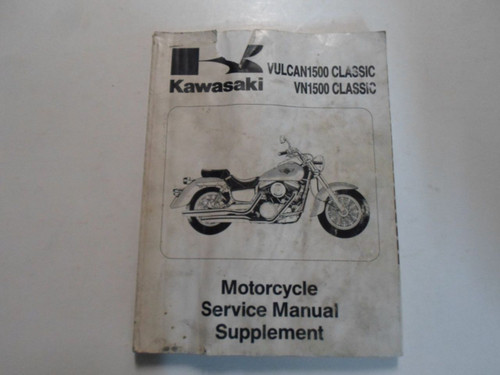 Kawasaki
VULCAN1500 CLASSIC
VN1500 CLASSIC
Motorcycle
Service Manual
Supplement